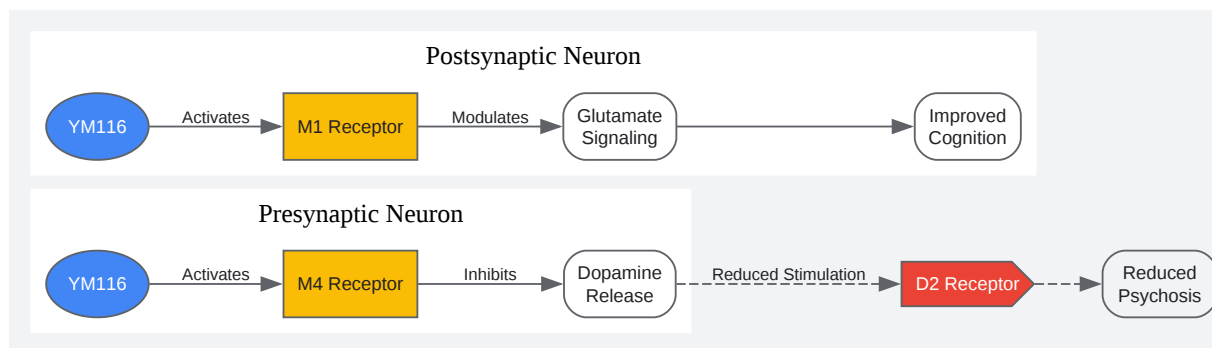 Postsynaptic Neuron
YM116
Activates
M1 Receptor
Modulates
Glutamate
Signaling
Improved
Cognition
Presynaptic Neuron
YM116
Activates
M4 Receptor
Inhibits
Dopamine
Release
Reduced Stimulation
D2 Receptor
Reduced
Psychosis